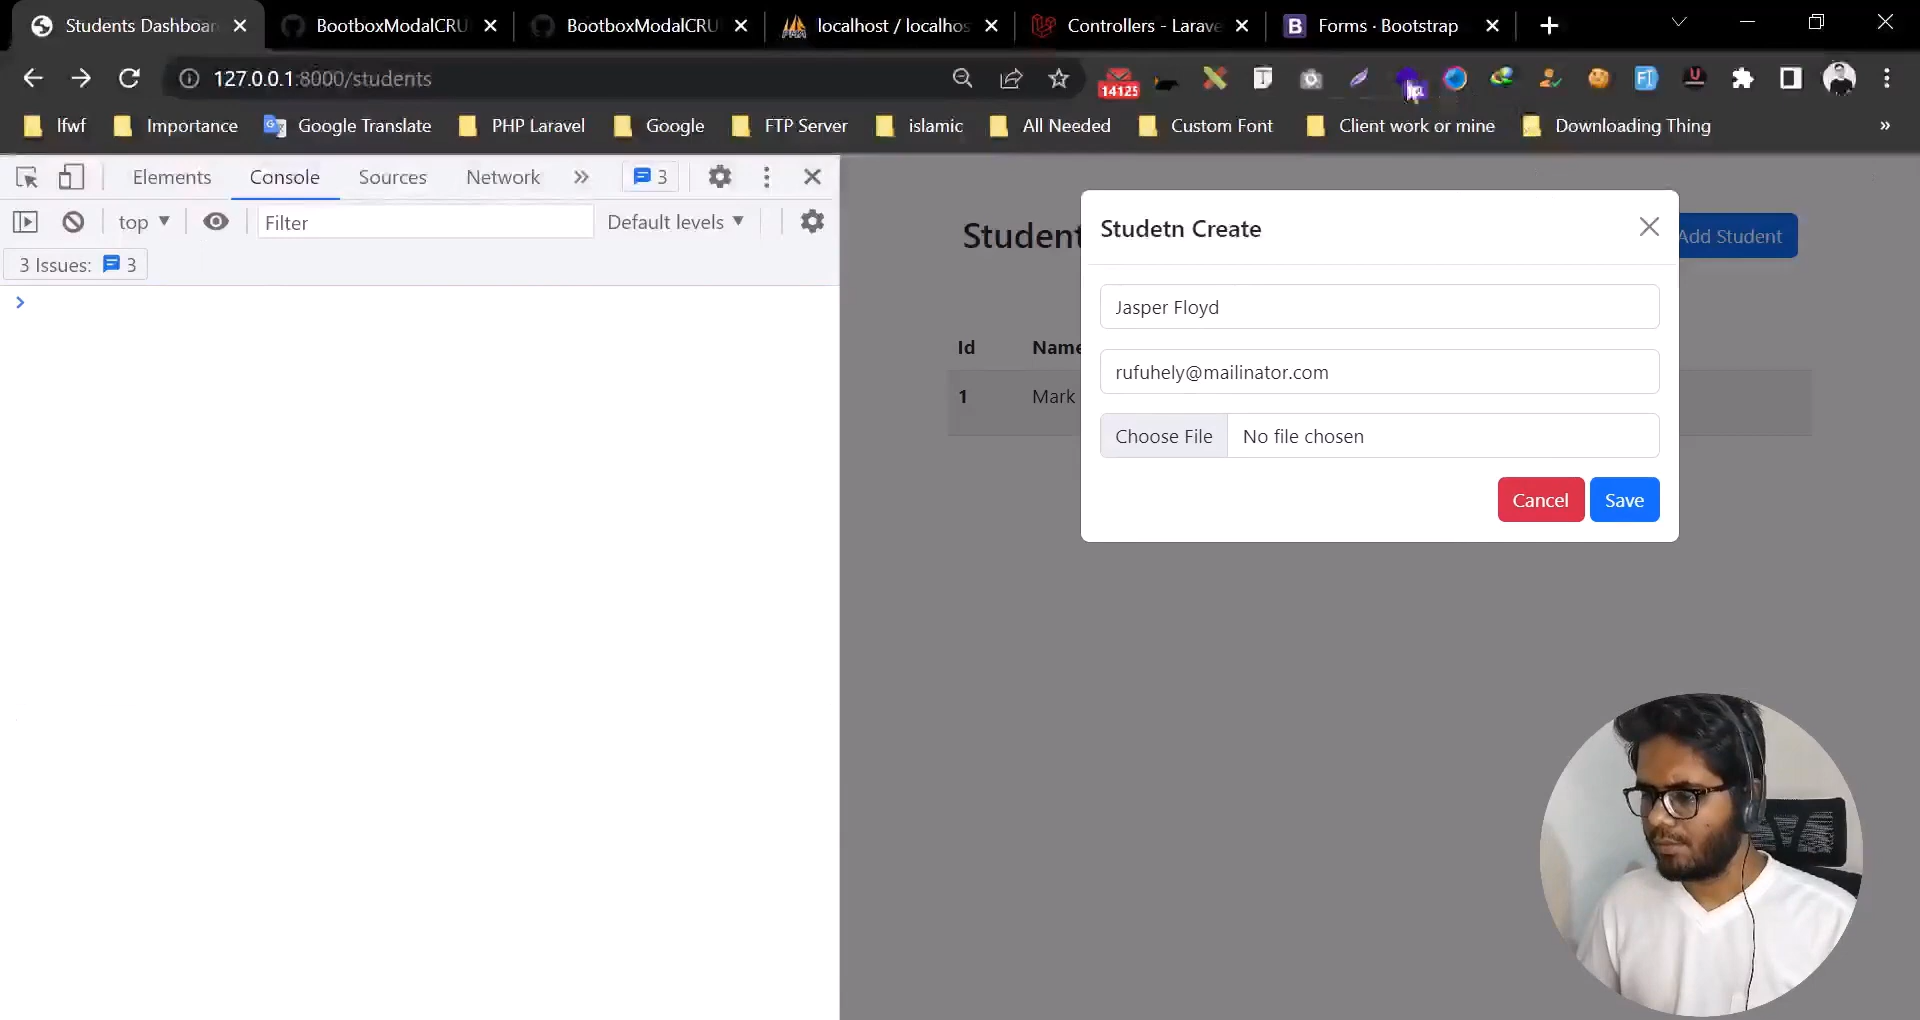 Students Dashboar
BootboxModalCRU
BootboxModalCRU
localhost / localhos
Controllers - Larave
Forms · Bootstrap
127.0.0.1:8000/students
14125
lfwf
Importance
Google Translate
PHP Laravel
Google
FTP Server
islamic
All Needed
Custom Font
Client work or mine
Downloading Thing
»
Elements
Console
Sources
Network
»
3
top
Filter
Default levels
3 Issues:
3
Student
Add Student
Id
Name
1
Mark
Studetn Create
Jasper Floyd
rufuhely@mailinator.com
Choose File
No file chosen
Cancel
Save